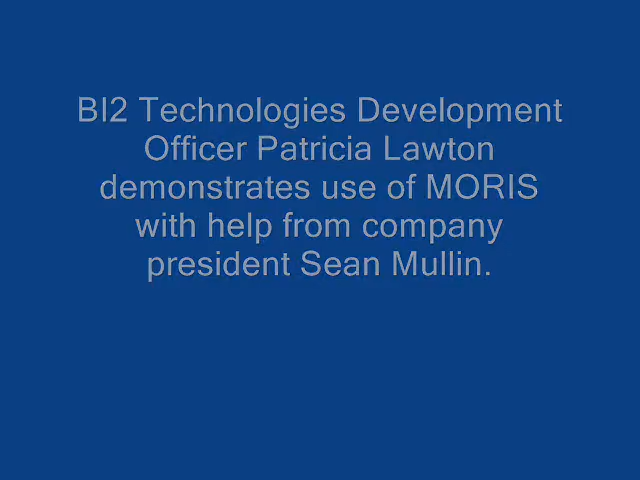 BI2 Technologies Development
Officer Patricia Lawton
demonstrates use of MORIS
with help from company
president Sean Mullin.